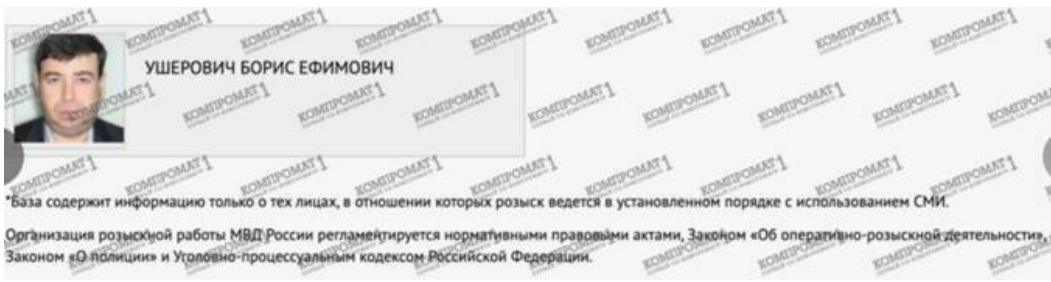 УШЕРОВИЧ БОРИС ЕФИМОВИЧ
*База содержит информацию только о тех лицах, в отношении которых розыск ведется в установленном порядке с использованием СМИ.
Организация розыскной работы МВД России регламентируется нормативными правовыми актами, Законом «Об оперативно-розыскной деятельности»,
Законом «О полиции» и Уголовно-процессуальным кодексом Российской Федерации.
КОМПРОМАТ 1